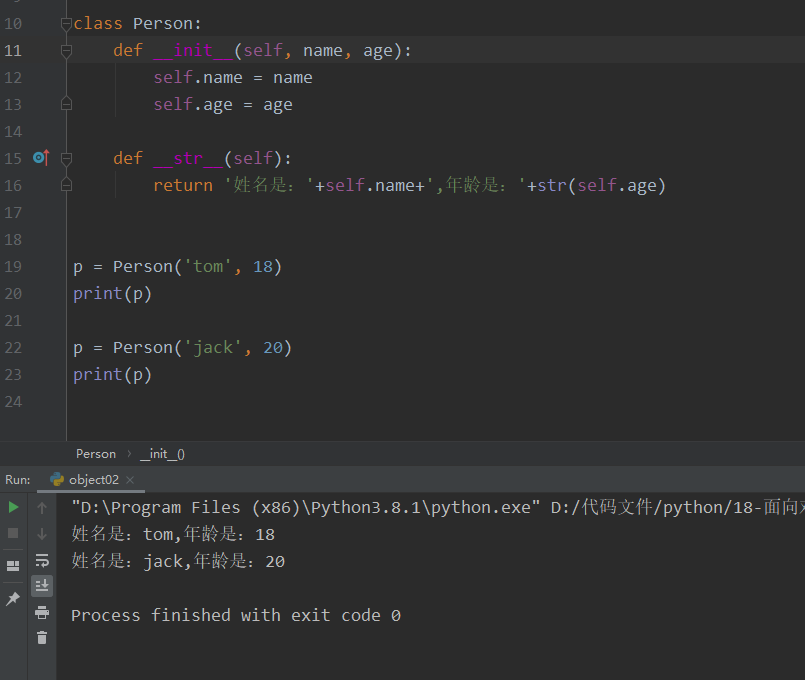 10 class Person:
11     def __init__(self, name, age):
12         self.name = name
13         self.age = age
14
15     def __str__(self):
16         return '姓名是：'+self.name+',年龄是：'+str(self.age)
17
18
19 p = Person('tom', 18)
20 print(p)
21
22 p = Person('jack', 20)
23 print(p)
24
Person › __init__()
Run: object02 ×
"D:\Program Files (x86)\Python3.8.1\python.exe" D:/代码文件/python/18-面向
姓名是：tom,年龄是：18
姓名是：jack,年龄是：20
Process finished with exit code 0